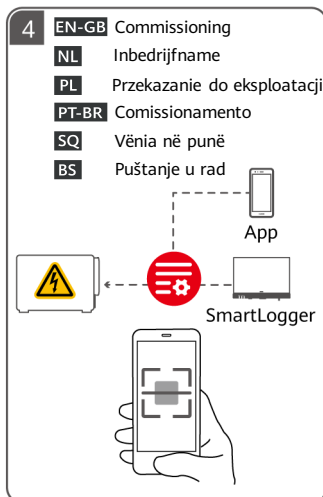 4 EN-GB Commissioning
NL Inbedrijfname
PL Przekazanie do eksploatacji
PT-BR Comissionamento
SQ Vënia në punë
BS Puštanje u rad
App
SmartLogger